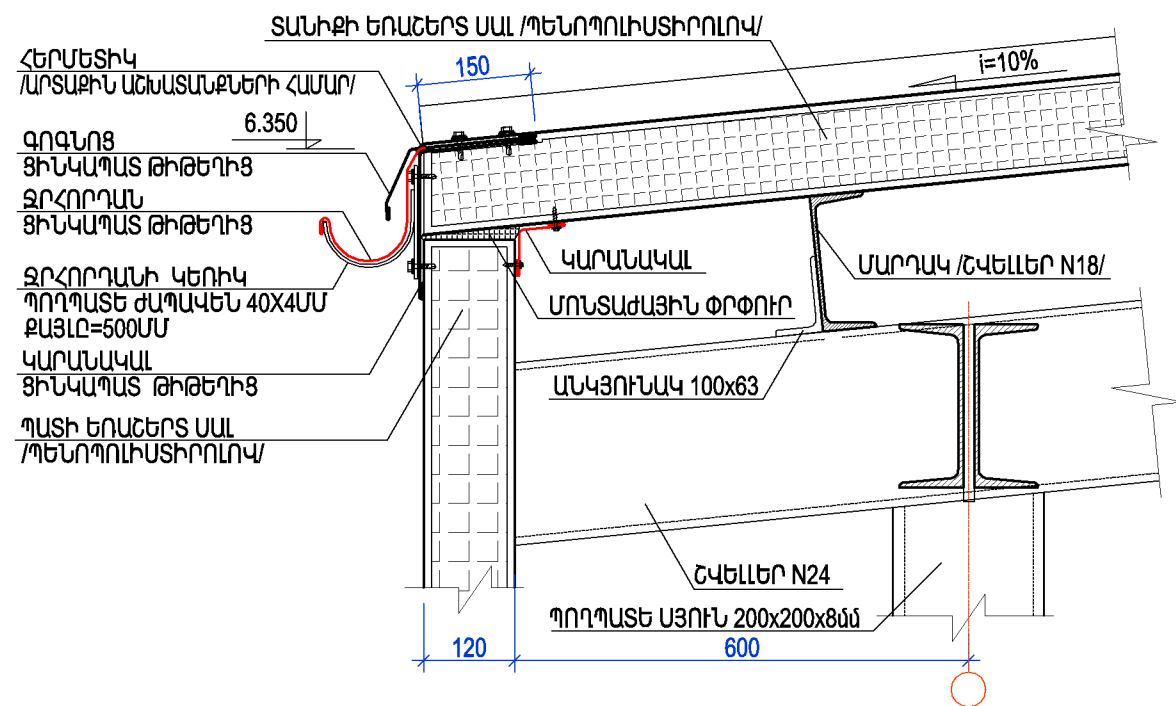 ՏԱՆԻՔԻ ԵՌԱՇԵՐՏ ՍԱԼ /ՊԵՆՈՊՈԼԻՍՏԻՐՈԼՈՎ/
ՀԵՐՄԵՏԻԿ
/ԱՐՏԱՔԻՆ ԱՇԽԱՏԱՆՔՆԵՐԻ ՀԱՄԱՐ/
150
i=10%
6.350
ԳՈԳՆՈՑ
ՑԻՆԿԱՊԱՏ ԹԻԹԵՂԻՑ
ՋՐՀՈՐԴԱՆ
ՑԻՆԿԱՊԱՏ ԹԻԹԵՂԻՑ
ՋՐՀՈՐԴԱՆԻ ԿԵՌԻԿ
ՊՈՂՊԱՏԵ ԺԱՊԱՎԵՆ 40X4ՄՄ
ՔԱՅԼԸ=500ՄՄ
ԿԱՐԱՆԱԿԱԼ
ՑԻՆԿԱՊԱՏ ԹԻԹԵՂԻՑ
ՊԱՏԻ ԵՌԱՇԵՐՏ ՍԱԼ
/ՊԵՆՈՊՈԼԻՍՏԻՐՈԼՈՎ/
ԿԱՐԱՆԱԿԱԼ
ՄԱՐԴԱԿ /ՇՎԵԼԼԵՐ N18/
ՄՈՆՏԱԺԱՅԻՆ ՓՐՓՈՒՐ
ԱՆԿՅՈՒՆԱԿ 100x63
ՇՎԵԼԼԵՐ N24
ՊՈՂՊԱՏԵ ՍՅՈՒՆ 200x200x8մմ
120
600